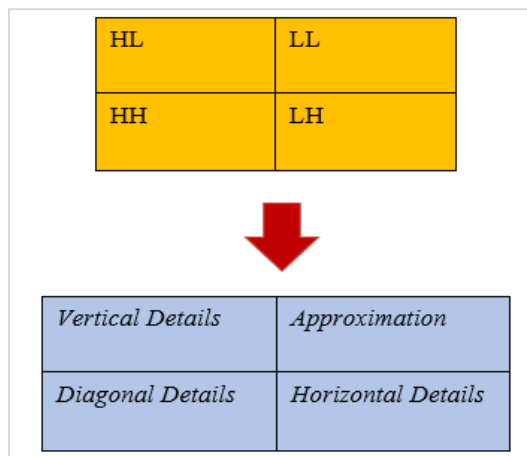 HL LL
HH LH
Vertical Details Approximation
Diagonal Details Horizontal Details